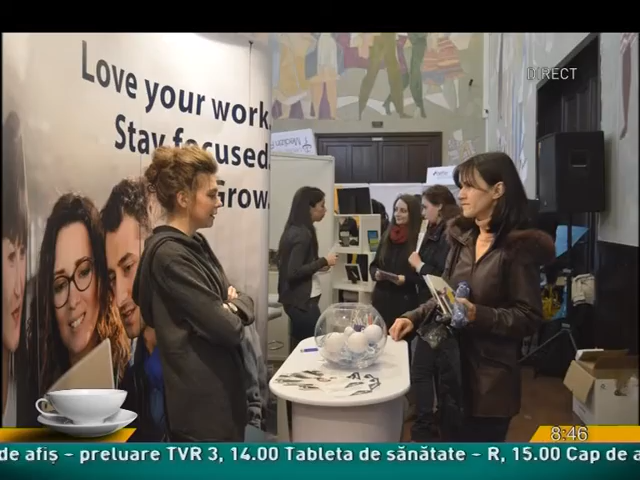 DIRECT
Love your work.
Stay focused.
Grow.
8:46
de afiș – preluare TVR 3, 14.00 Tableta de sănătate – R, 15.00 Cap de a